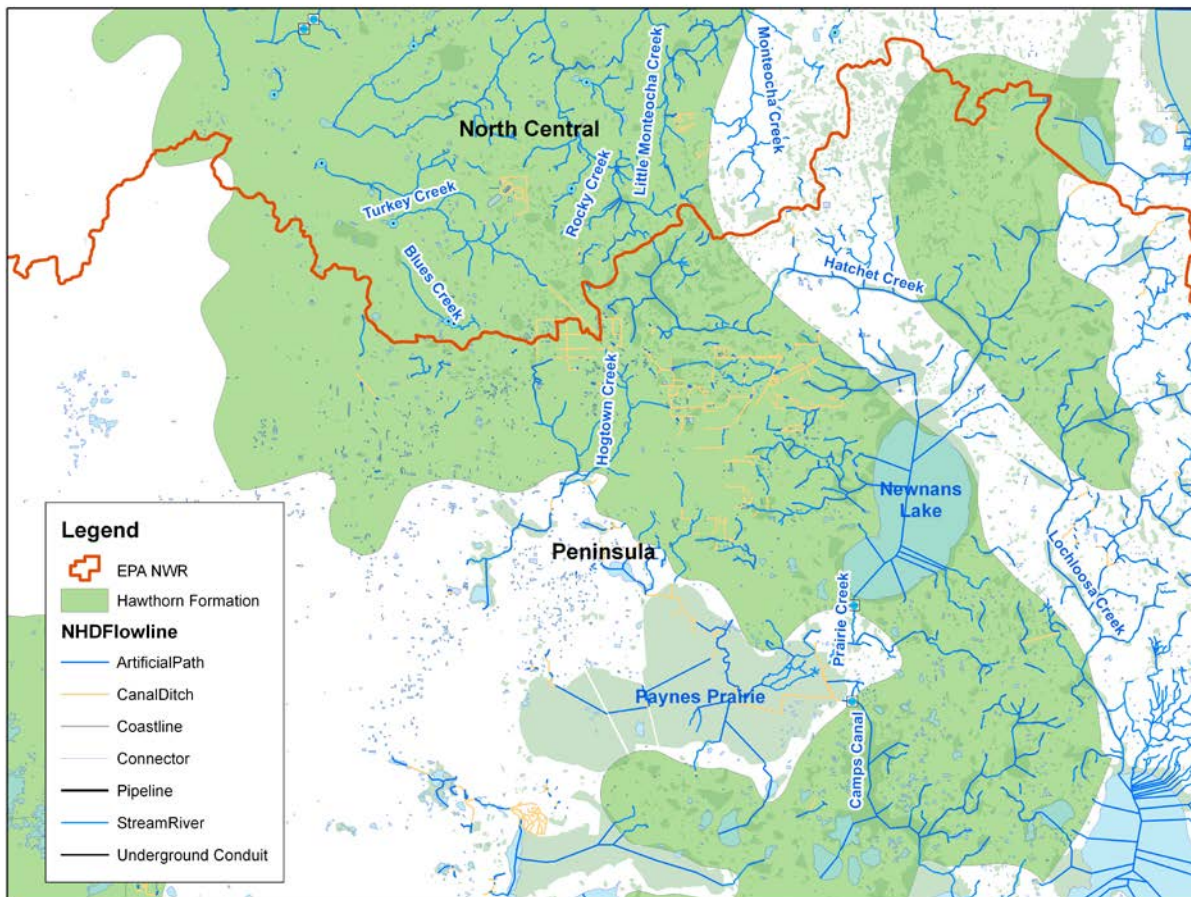 Monteocha Creek
Little Monteocha Creek
North Central
Rocky Creek
Turkey Creek
Blues Creek
Hatchet Creek
Hogtown Creek
Newnans
Lake
Legend
EPA NWR
Hawthorn Formation
NHDFlowline
ArtificialPath
CanalDitch
Coastline
Connector
Pipeline
StreamRiver
Underground Conduit
Peninsula
Lochloosa Creek
Prairie Creek
Paynes Prairie
Camps Canal